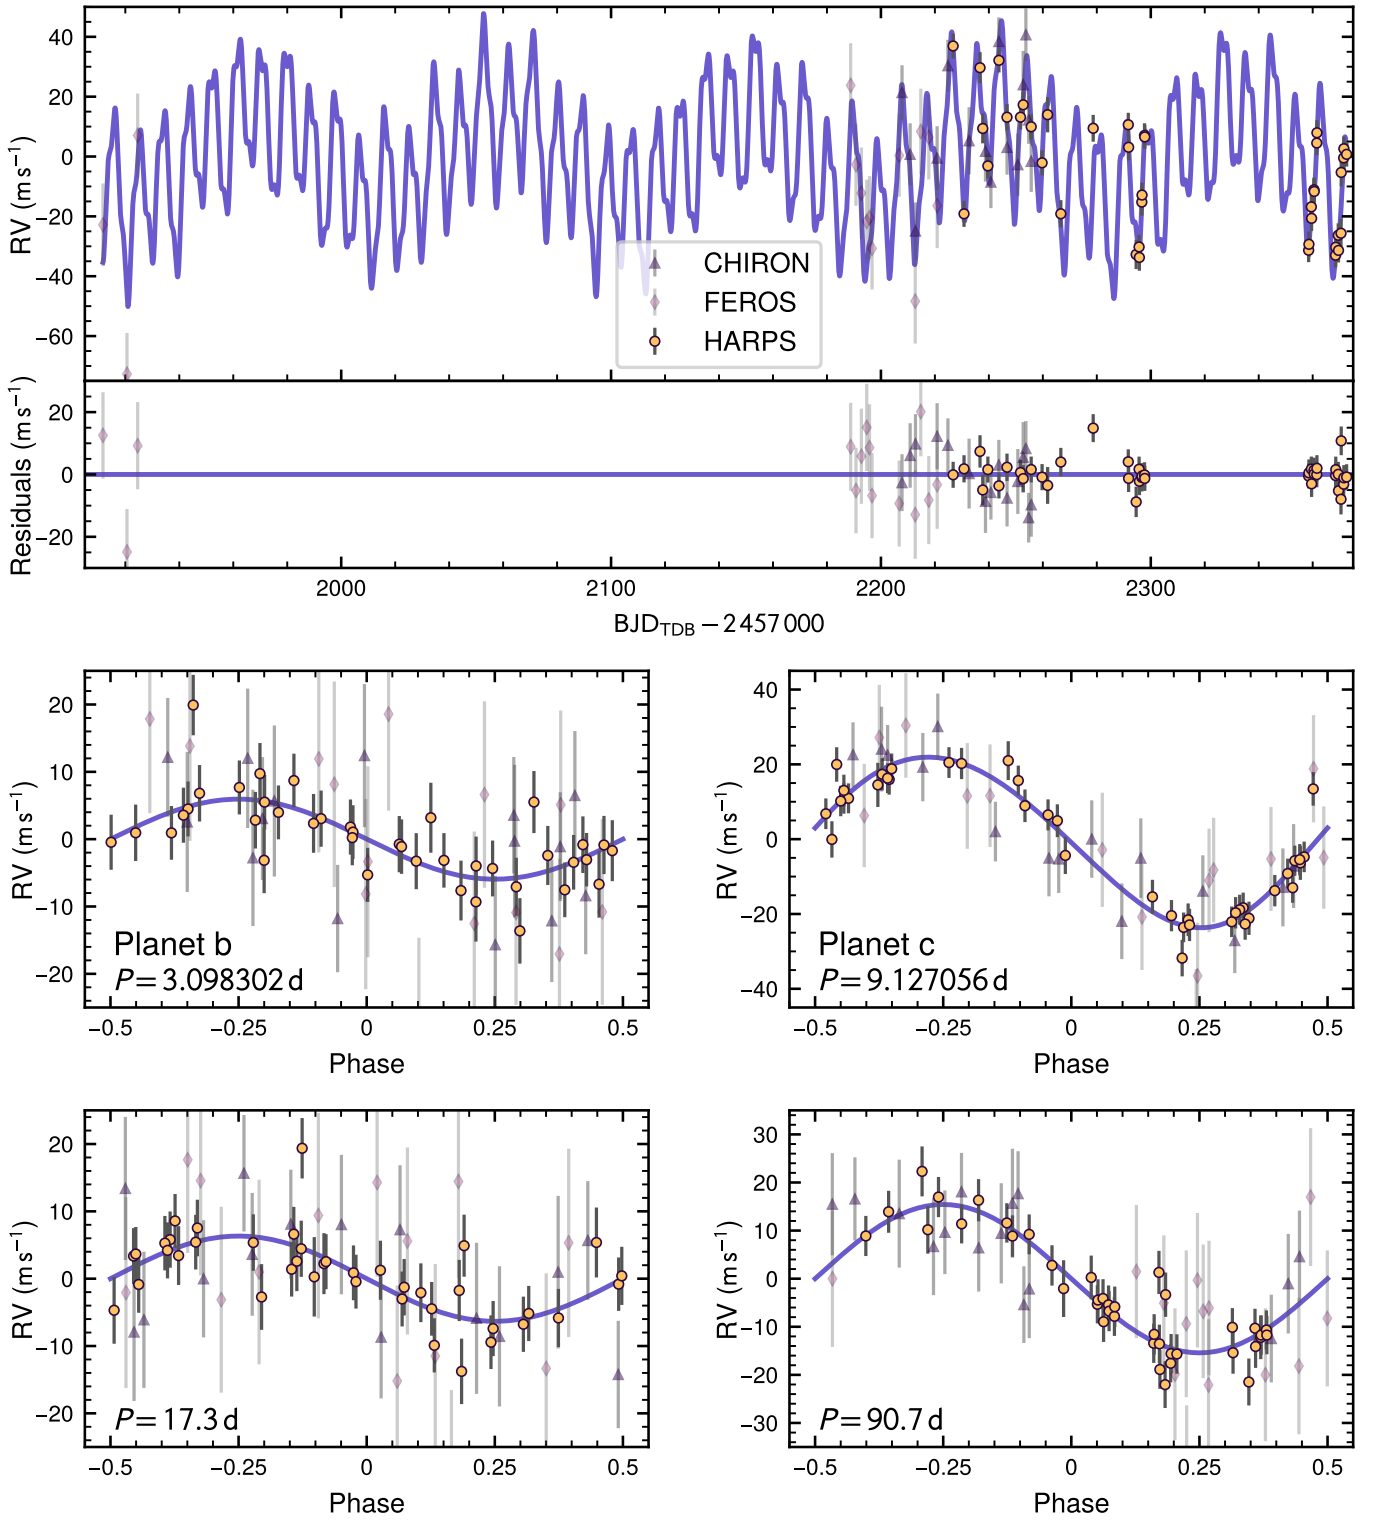 RV (m s⁻¹)
40
20
0
−20
−40
−60
CHIRON
FEROS
HARPS
Residuals (m s⁻¹)
20
0
−20
2000 2100 2200 2300
BJD_TDB − 2 457 000
RV (m s⁻¹)
20
10
0
−10
−20
Planet b
P = 3.098302 d
−0.5 −0.25 0 0.25 0.5
Phase
RV (m s⁻¹)
40
20
0
−20
−40
Planet c
P = 9.127056 d
−0.5 −0.25 0 0.25 0.5
Phase
RV (m s⁻¹)
20
10
0
−10
−20
P = 17.3 d
−0.5 −0.25 0 0.25 0.5
Phase
RV (m s⁻¹)
30
20
10
0
−10
−20
−30
P = 90.7 d
−0.5 −0.25 0 0.25 0.5
Phase